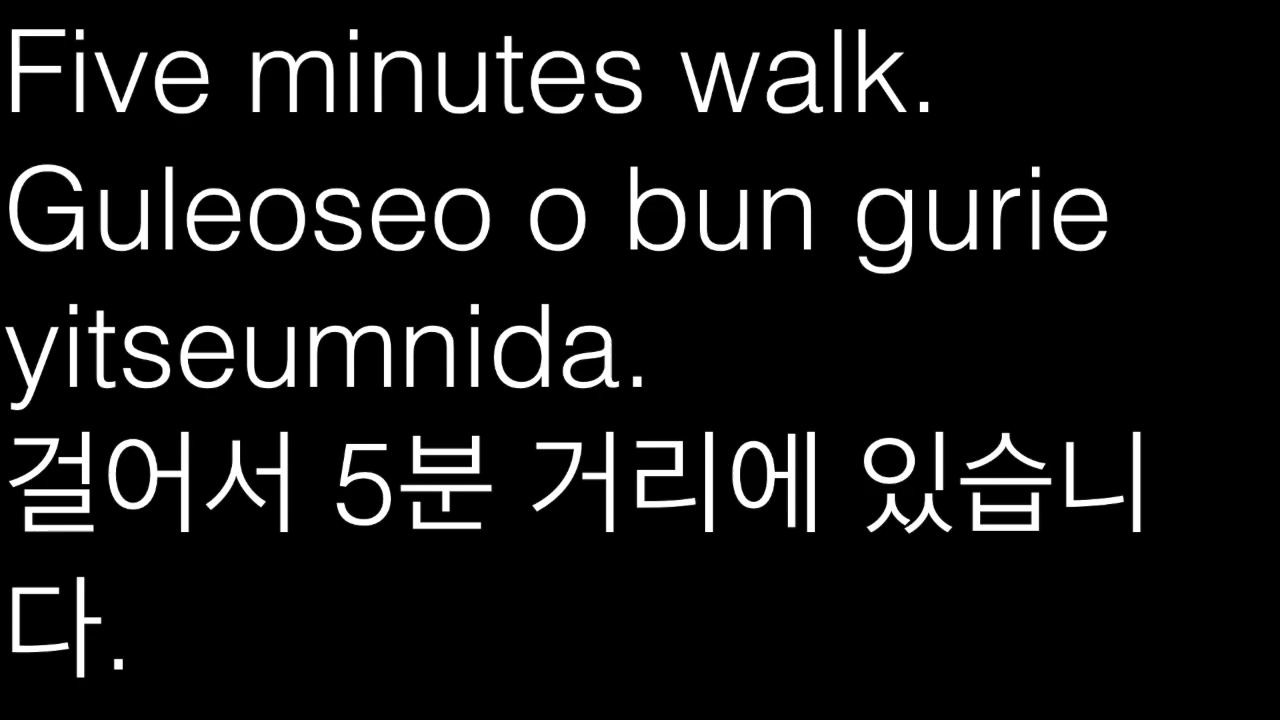 Five minutes walk.
Guleoseo o bun gurie
yitseumnida.
걸어서 5분 거리에 있습니
다.